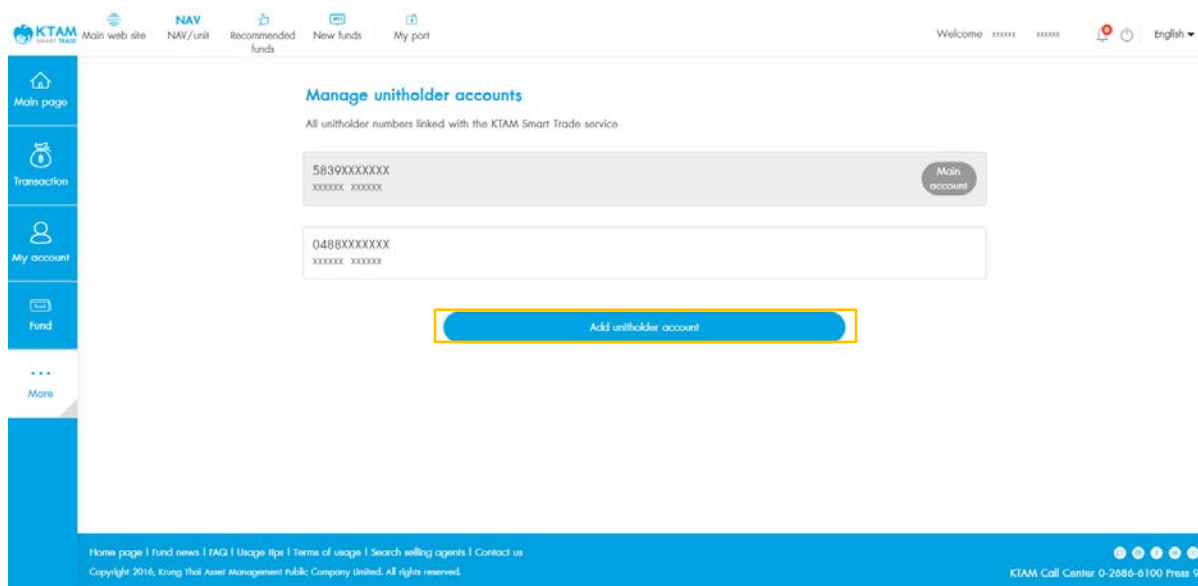 KTAM
SMART TRADE
Main web site
NAV
NAV/unit
Recommended
funds
New funds
My port
Welcome xxxxxx xxxxxx
English
Main page
Transaction
My account
Fund
...
More
Manage unitholder accounts
All unitholder numbers linked with the KTAM Smart Trade service
5839XXXXXXX
xxxxxx xxxxxx
Main
account
0488XXXXXXX
xxxxxx xxxxxx
Add unitholder account
Home page | Fund news | FAQ | Usage tips | Terms of usage | Search selling agents | Contact us
Copyright 2016, Krung Thai Asset Management Public Company Limited. All rights reserved.
KTAM Call Center 0-2686-6100 Press 9